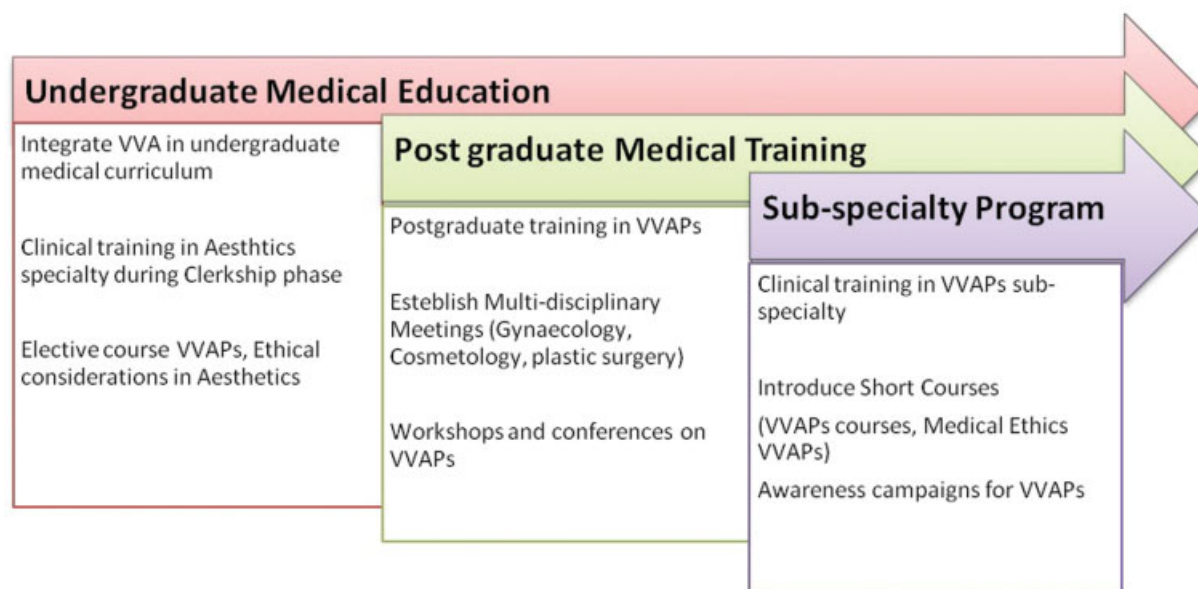 Undergraduate Medical Education
Integrate VVA in undergraduate
medical curriculum
Clinical training in Aesthtics
specialty during Clerkship phase
Elective course VVAPs, Ethical
considerations in Aesthetics
Post graduate Medical Training
Postgraduate training in VVAPs
Esteblish Multi-disciplinary
Meetings (Gynaecology,
Cosmetology, plastic surgery)
Workshops and conferences on
VVAPs
Sub-specialty Program
Clinical training in VVAPs sub-
specialty
Introduce Short Courses
(VVAPs courses, Medical Ethics
VVAPs)
Awareness campaigns for VVAPs